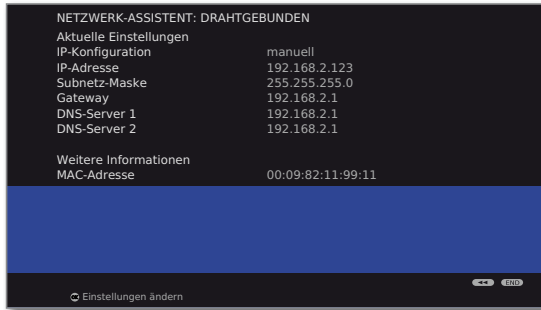 NETZWERK-ASSISTENT: DRAHTGEBUNDEN
Aktuelle Einstellungen
IP-Konfiguration manuell
IP-Adresse 192.168.2.123
Subnetz-Maske 255.255.255.0
Gateway 192.168.2.1
DNS-Server 1 192.168.2.1
DNS-Server 2 192.168.2.1
Weitere Informationen
MAC-Adresse 00:09:82:11:99:11
END
Einstellungen ändern